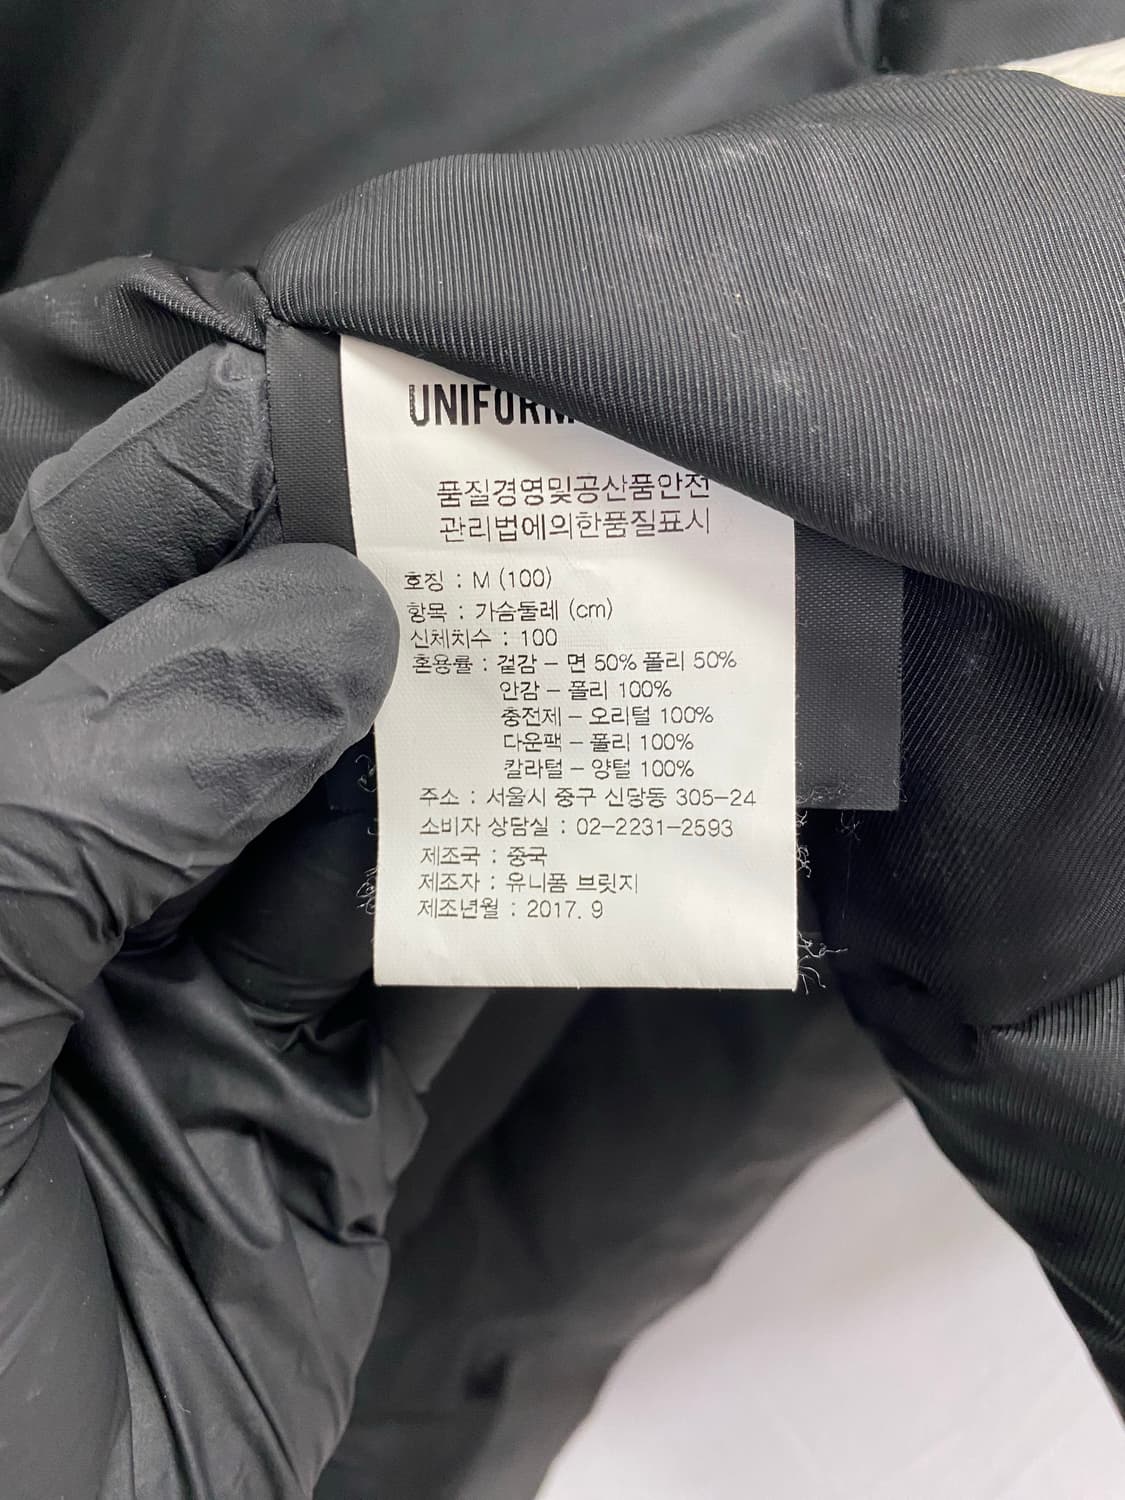 UNIFORM
품질경영및공산품안전
관리법에의한품질표시
호칭 : M (100)
항목 : 가슴둘레 (cm)
신체치수 : 100
혼용률 : 겉감 – 면 50% 폴리 50%
안감 – 폴리 100%
충전제 – 오리털 100%
다운팩 – 폴리 100%
칼라털 – 양털 100%
주소 : 서울시 중구 신당동 305-24
소비자 상담실 : 02-2231-2593
제조국 : 중국
제조자 : 유니폼 브릿지
제조년월 : 2017. 9